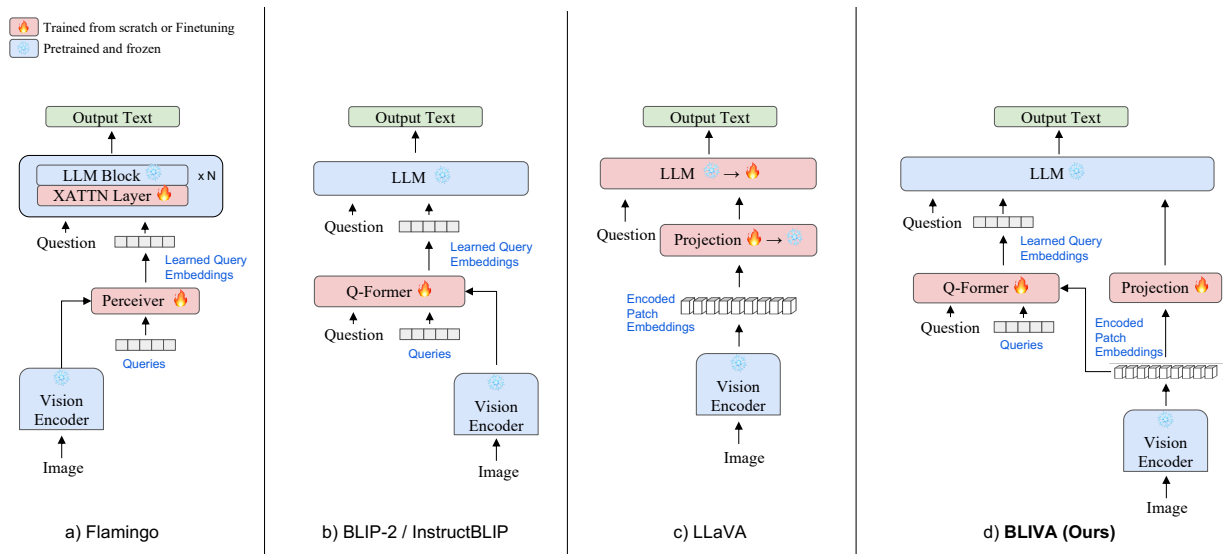 Trained from scratch or Finetuning
Pretrained and frozen
Output Text
LLM Block
x N
XATTN Layer
Question
Learned Query
Embeddings
Perceiver
Queries
Vision
Encoder
Image
a) Flamingo
Output Text
LLM
Question
Learned Query
Embeddings
Q-Former
Question
Queries
Vision
Encoder
Image
b) BLIP-2 / InstructBLIP
Output Text
LLM →
Question
Projection →
Encoded
Patch
Embeddings
Vision
Encoder
Image
c) LLaVA
Output Text
LLM
Question
Learned Query
Embeddings
Q-Former
Projection
Question
Queries
Encoded
Patch
Embeddings
Vision
Encoder
Image
d) BLIVA (Ours)